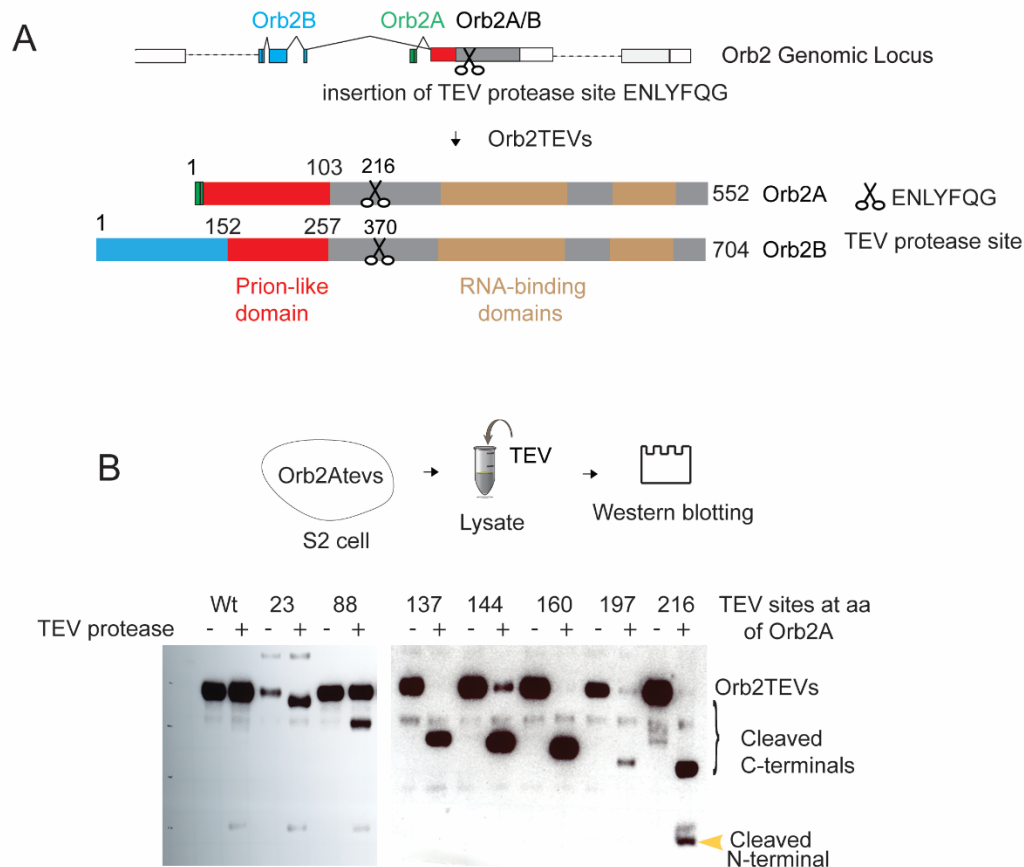 A
Orb2B Orb2A Orb2A/B
Orb2 Genomic Locus
insertion of TEV protease site ENLYFQG
Orb2TEVs
1 103 216
552 Orb2A
ENLYFQG
1 152 257 370
704 Orb2B
TEV protease site
Prion-like
domain
RNA-binding
domains
B
Orb2Atevs
S2 cell
TEV
Lysate
Western blotting
Wt 23 88 137 144 160 197 216 TEV sites at aa
of Orb2A
TEV protease - + - + - + - + - + - + - + - +
Orb2TEVs
Cleaved
C-terminals
Cleaved
N-terminal